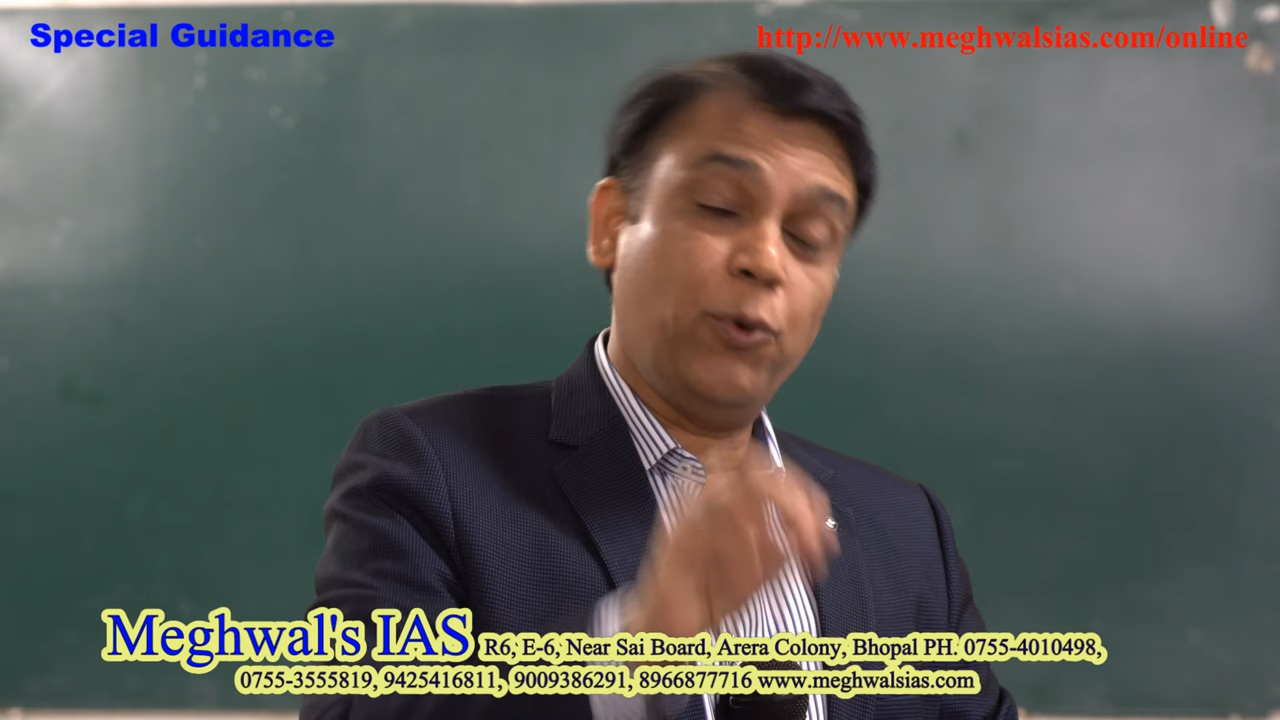 Special Guidance
http://www.meghwalsias.com/online
Meghwal's IAS R6, E-6, Near Sai Board, Arera Colony, Bhopal PH. 0755-4010498,
0755-3555819, 9425416811, 9009386291, 8966877716 www.meghwalsias.com